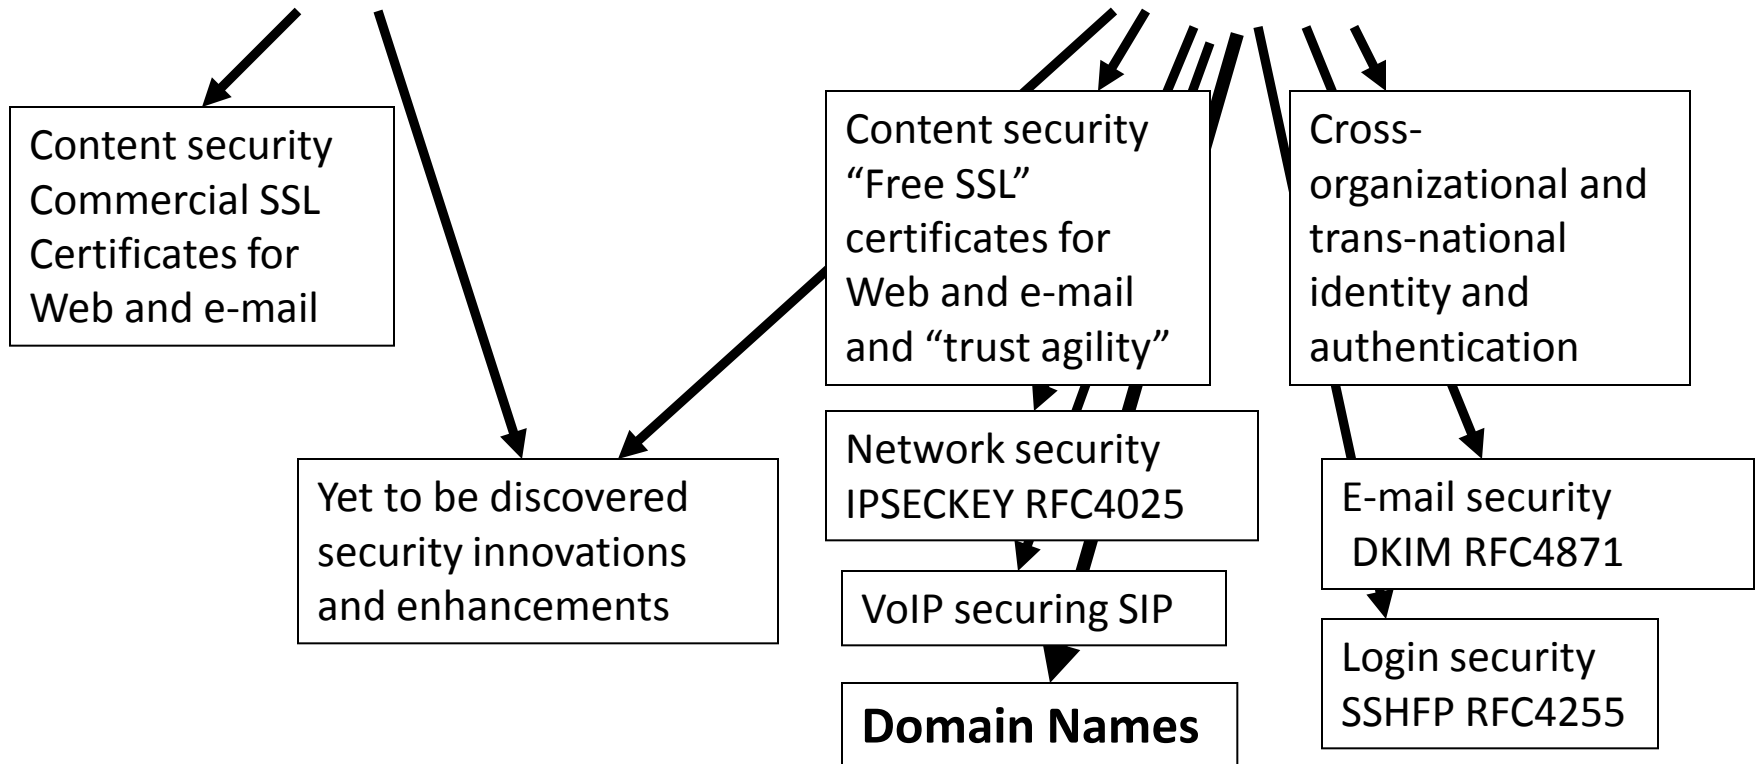 Content security
Commercial SSL
Certificates for
Web and e-mail
Content security
“Free SSL”
certificates for
Web and e-mail
and “trust agility”
Cross-
organizational and
trans-national
identity and
authentication
Yet to be discovered
security innovations
and enhancements
Network security
IPSECKEY RFC4025
E-mail security
DKIM RFC4871
VoIP securing SIP
Login security
SSHFP RFC4255
Domain Names